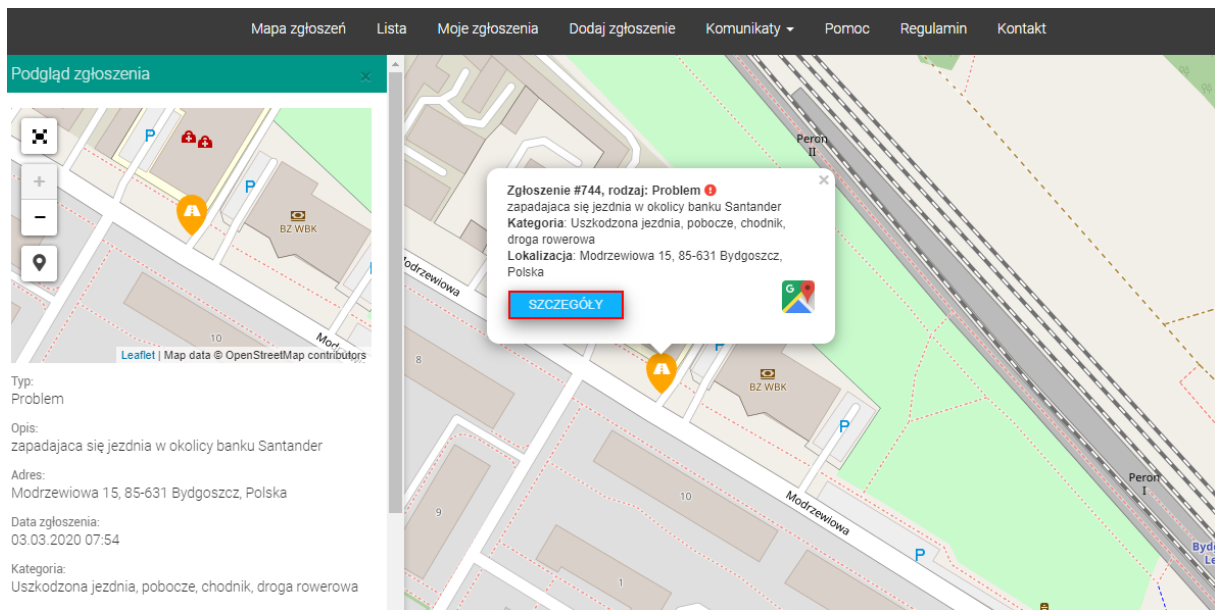 Mapa zgłoszeń Lista Moje zgłoszenia Dodaj zgłoszenie Komunikaty Pomoc Regulamin Kontakt
Podgląd zgłoszenia ×
P
P
BZ WBK
10
+
−
Leaflet | Map data © OpenStreetMap contributors
Typ:
Problem
Opis:
zapadajaca się jezdnia w okolicy banku Santander
Adres:
Modrzewiowa 15, 85-631 Bydgoszcz, Polska
Data zgłoszenia:
03.03.2020 07:54
Kategoria:
Uszkodzona jezdnia, pobocze, chodnik, droga rowerowa
Peron
II
Zgłoszenie #744, rodzaj: Problem
×
zapadajaca się jezdnia w okolicy banku Santander
Kategoria: Uszkodzona jezdnia, pobocze, chodnik,
droga rowerowa
Lokalizacja: Modrzewiowa 15, 85-631 Bydgoszcz,
Polska
SZCZEGÓŁY
G
8
BZ WBK
P
10
Modrzewiowa
9
Peron
I
P
1